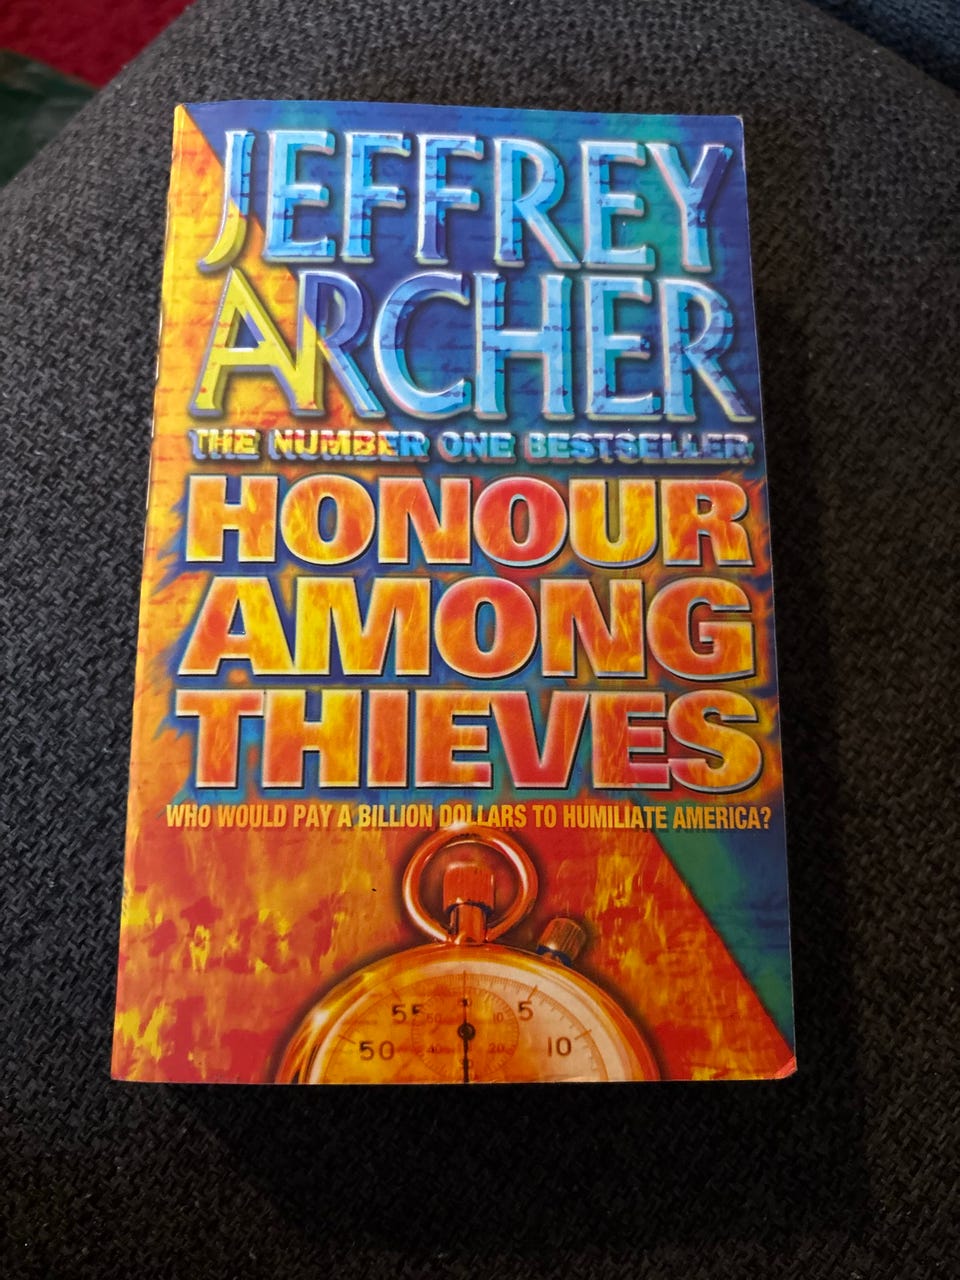 JEFFREY
ARCHER
THE NUMBER ONE BESTSELLER
HONOUR
AMONG
THIEVES
WHO WOULD PAY A BILLION DOLLARS TO HUMILIATE AMERICA?
55 5
50 10